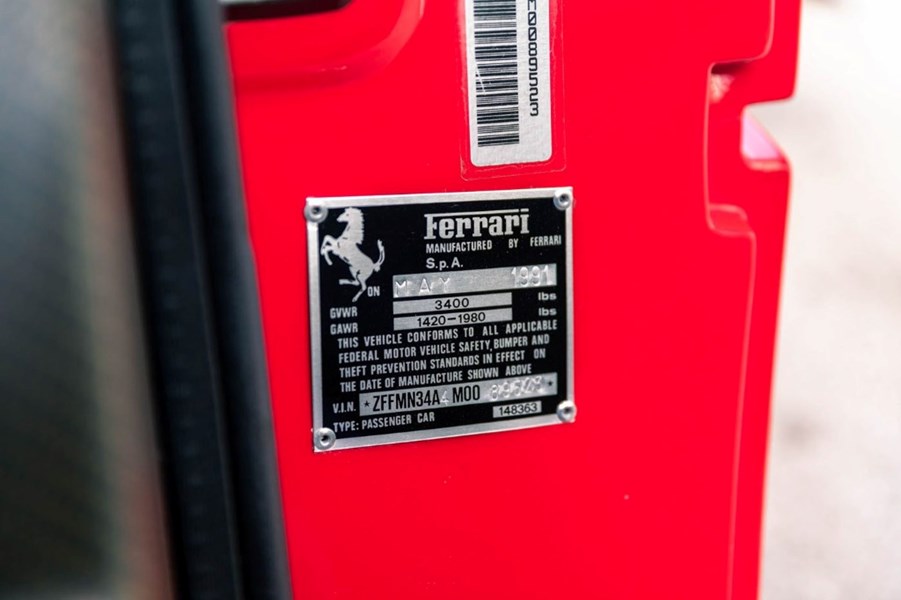 Ferrari
MANUFACTURED BY FERRARI
S.p.A.
ON MAY 1991
GVWR 3400 lbs
GAWR 1420-1980 lbs
THIS VEHICLE CONFORMS TO ALL APPLICABLE
FEDERAL MOTOR VEHICLE SAFETY, BUMPER AND
THEFT PREVENTION STANDARDS IN EFFECT ON
THE DATE OF MANUFACTURE SHOWN ABOVE
V.I.N. *ZFFMN34A M00 *
TYPE: PASSENGER CAR 148363